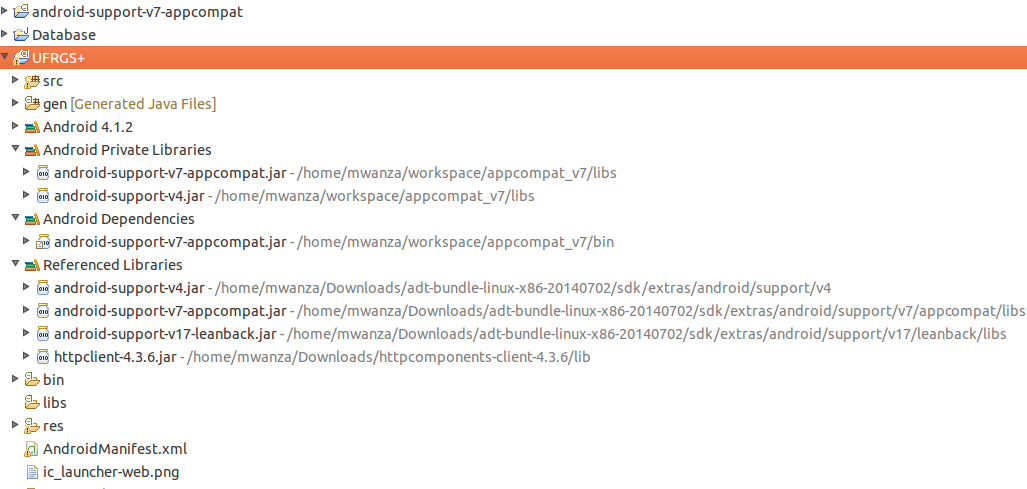 android-support-v7-appcompat
Database
UFRGS+
src
gen [Generated Java Files]
Android 4.1.2
Android Private Libraries
android-support-v7-appcompat.jar - /home/mwanza/workspace/appcompat_v7/libs
android-support-v4.jar - /home/mwanza/workspace/appcompat_v7/libs
Android Dependencies
android-support-v7-appcompat.jar - /home/mwanza/workspace/appcompat_v7/bin
Referenced Libraries
android-support-v4.jar - /home/mwanza/Downloads/adt-bundle-linux-x86-20140702/sdk/extras/android/support/v4
android-support-v7-appcompat.jar - /home/mwanza/Downloads/adt-bundle-linux-x86-20140702/sdk/extras/android/support/v7/appcompat/libs
android-support-v17-leanback.jar - /home/mwanza/Downloads/adt-bundle-linux-x86-20140702/sdk/extras/android/support/v17/leanback/libs
httpclient-4.3.6.jar - /home/mwanza/Downloads/httpcomponents-client-4.3.6/lib
bin
libs
res
AndroidManifest.xml
ic_launcher-web.png